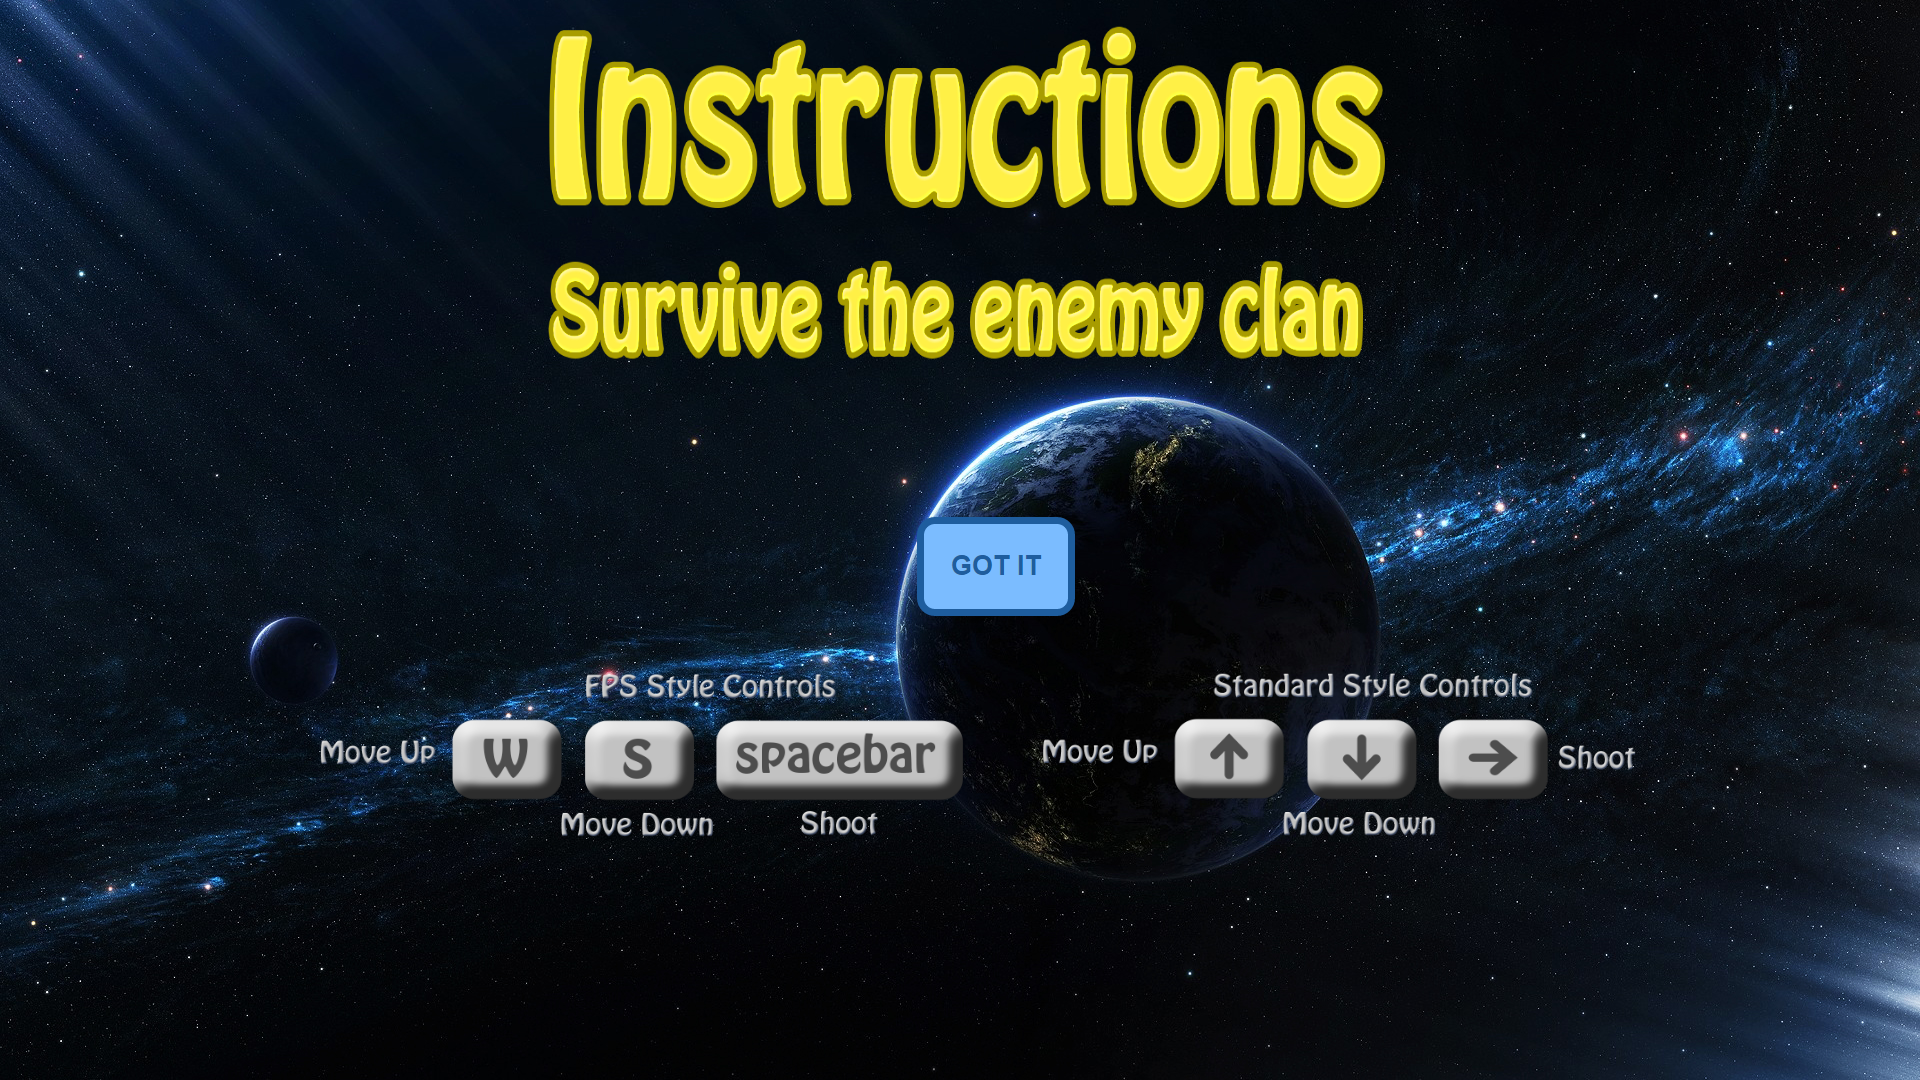 Instructions
Survive the enemy clan
GOT IT
FPS Style Controls
Move Up W S spacebar
Move Down Shoot
Standard Style Controls
Move Up ↑ ↓ → Shoot
Move Down